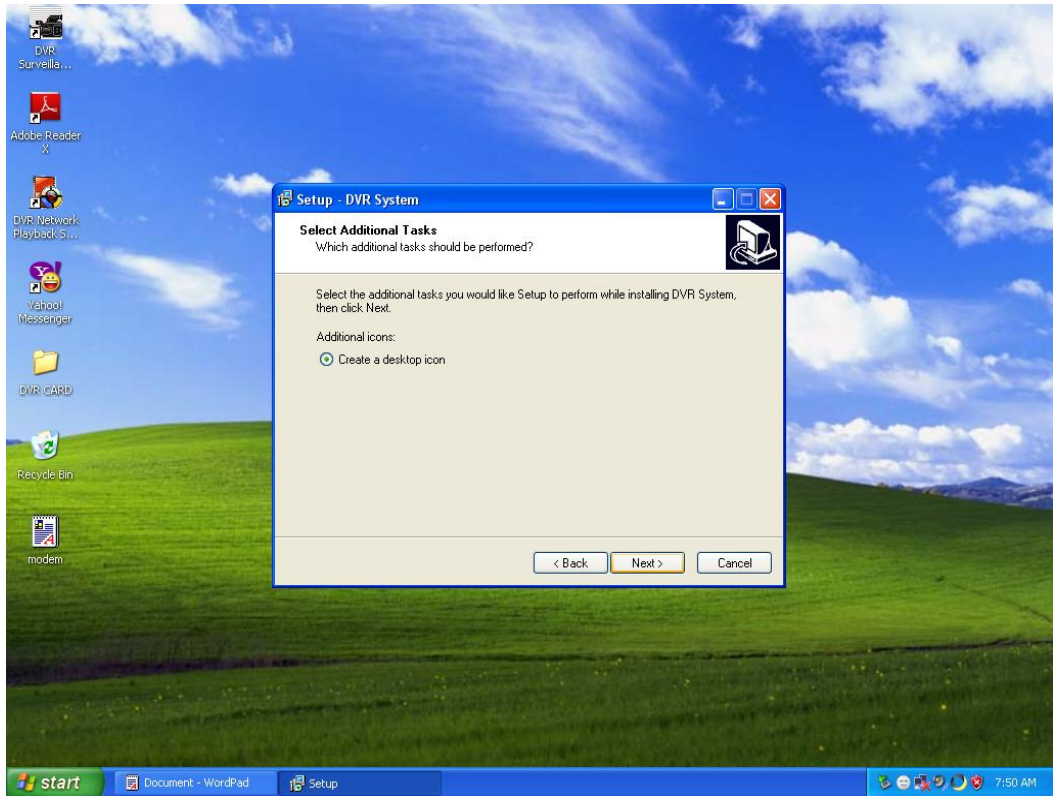 DVR
Surveilla...
Adobe Reader
X
DVR Network
Playback S...
Yahoo!
Messenger
DVR CARD
Recycle Bin
modem
Setup - DVR System
Select Additional Tasks
Which additional tasks should be performed?
Select the additional tasks you would like Setup to perform while installing DVR System,
then click Next.
Additional icons:
Create a desktop icon
< Back
Next >
Cancel
start
Document - WordPad
Setup
7:50 AM